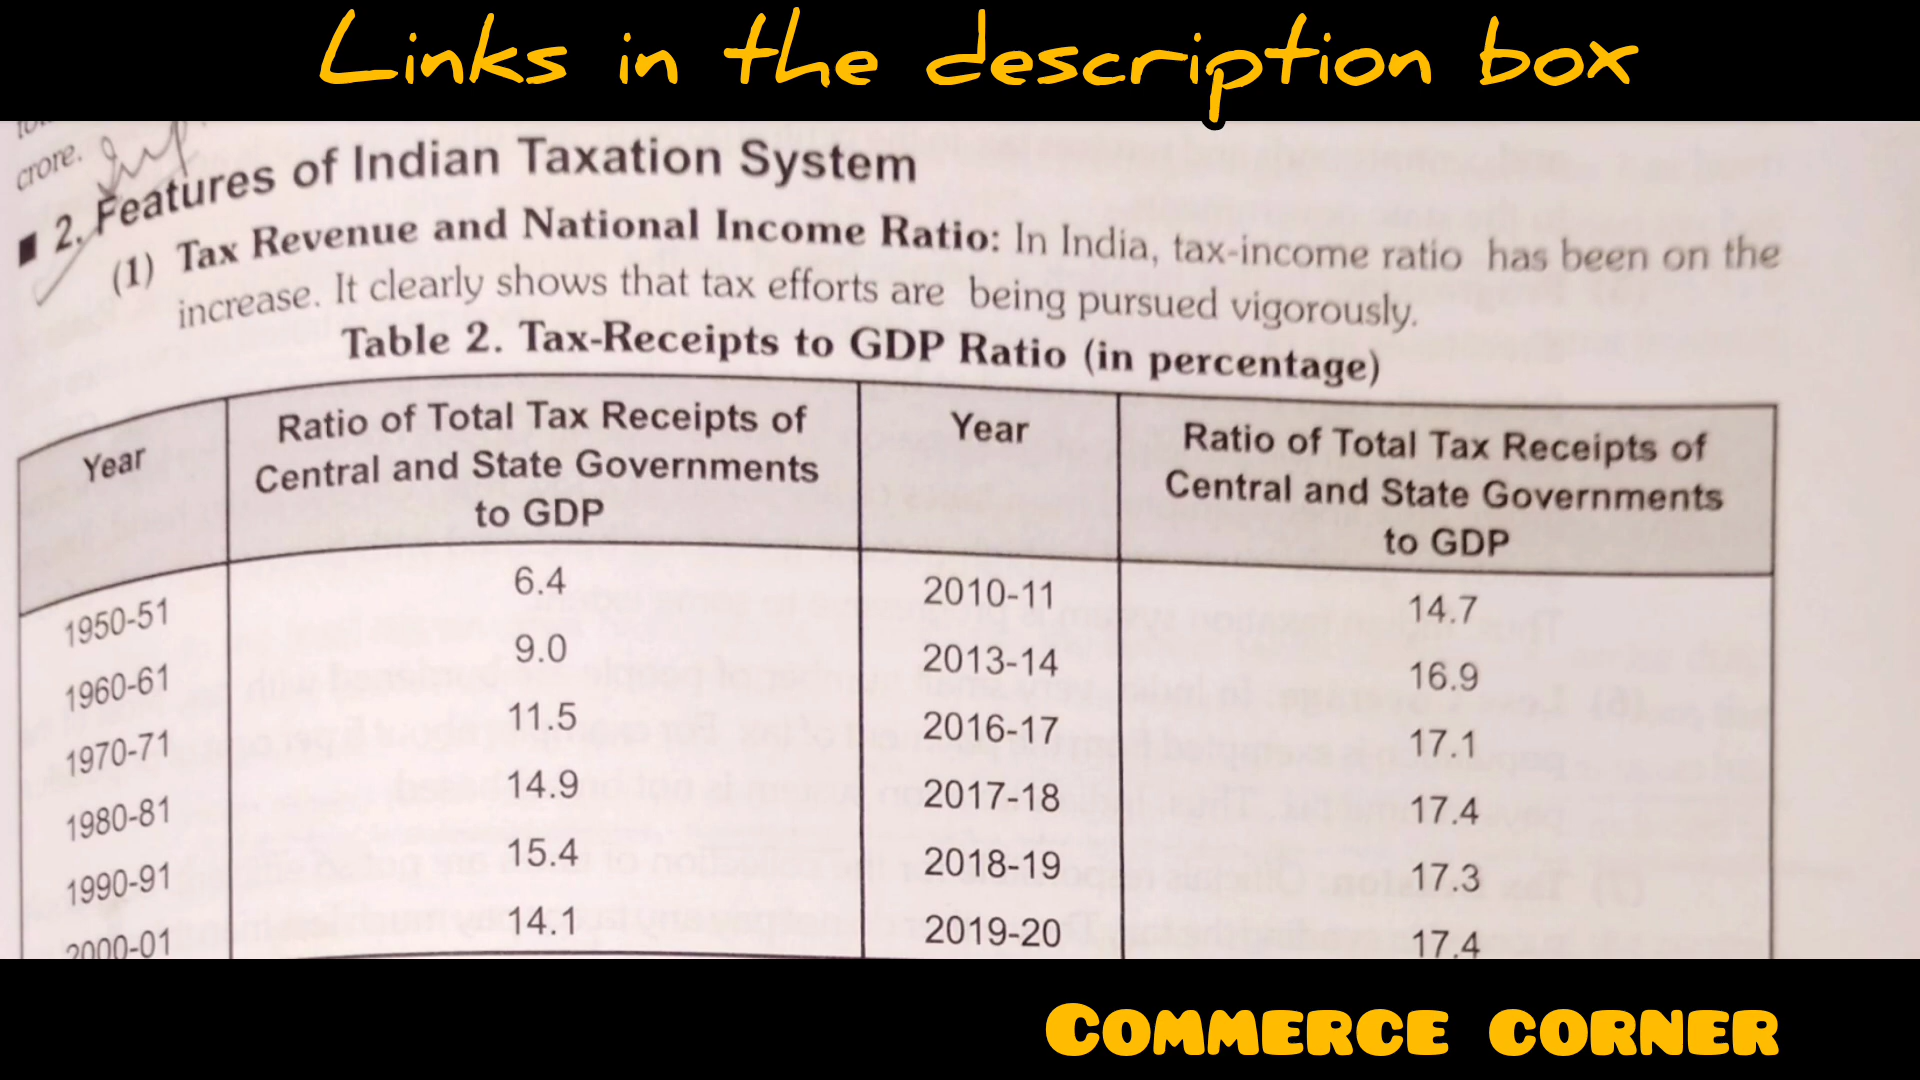 Links in the description box
crore.
2. Features of Indian Taxation System
(1) Tax Revenue and National Income Ratio: In India, tax-income ratio has been on the
increase. It clearly shows that tax efforts are being pursued vigorously.
Table 2. Tax-Receipts to GDP Ratio (in percentage)
Year Ratio of Total Tax Receipts of Central and State Governments to GDP Year Ratio of Total Tax Receipts of Central and State Governments to GDP
1950-51 6.4 2010-11 14.7
1960-61 9.0 2013-14 16.9
1970-71 11.5 2016-17 17.1
1980-81 14.9 2017-18 17.4
1990-91 15.4 2018-19 17.3
2000-01 14.1 2019-20 17.4
COMMERCE CORNER